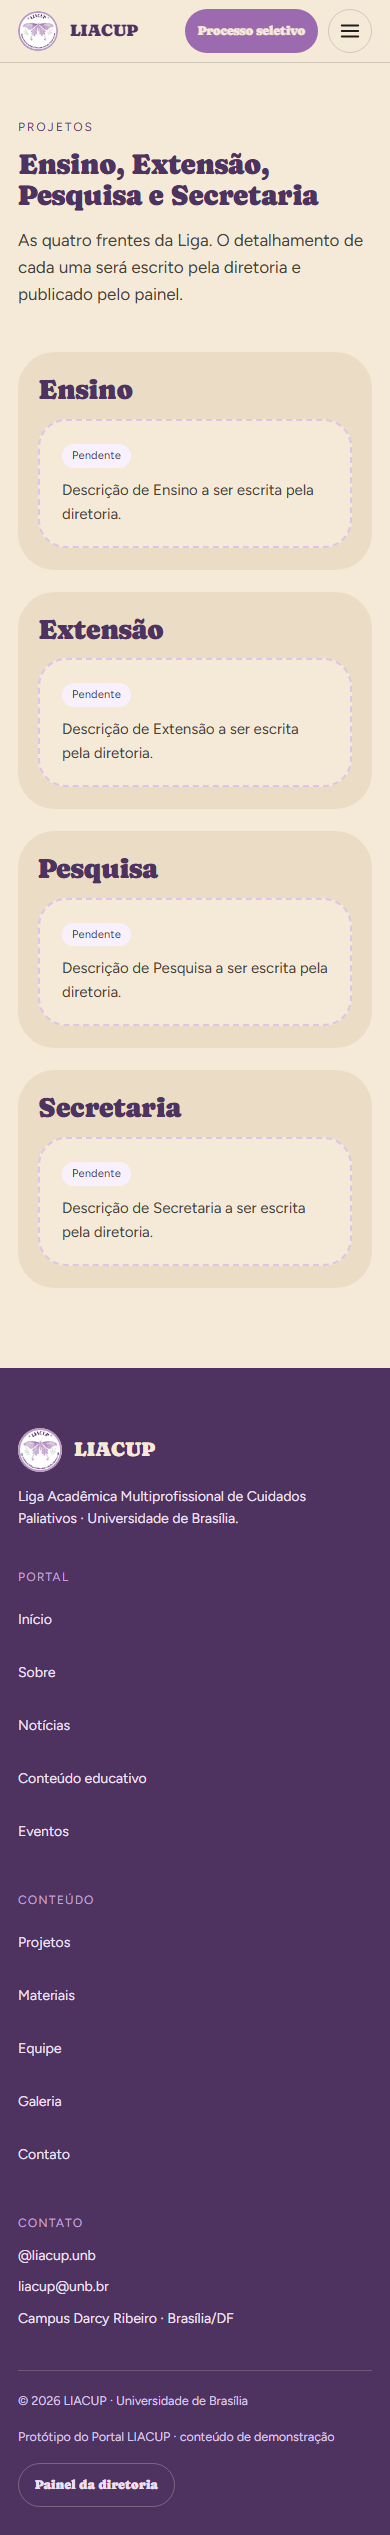 LIACUP
Processo seletivo
PROJETOS
Ensino, Extensão,
Pesquisa e Secretaria
As quatro frentes da Liga. O detalhamento de
cada uma será escrito pela diretoria e
publicado pelo painel.
Ensino
Pendente
Descrição de Ensino a ser escrita pela
diretoria.
Extensão
Pendente
Descrição de Extensão a ser escrita
pela diretoria.
Pesquisa
Pendente
Descrição de Pesquisa a ser escrita pela
diretoria.
Secretaria
Pendente
Descrição de Secretaria a ser escrita
pela diretoria.
LIACUP
Liga Acadêmica Multiprofissional de Cuidados
Paliativos · Universidade de Brasília.
PORTAL
Início
Sobre
Notícias
Conteúdo educativo
Eventos
CONTEÚDO
Projetos
Materiais
Equipe
Galeria
Contato
CONTATO
@liacup.unb
liacup@unb.br
Campus Darcy Ribeiro · Brasília/DF
© 2026 LIACUP · Universidade de Brasília
Protótipo do Portal LIACUP · conteúdo de demonstração
Painel da diretoria